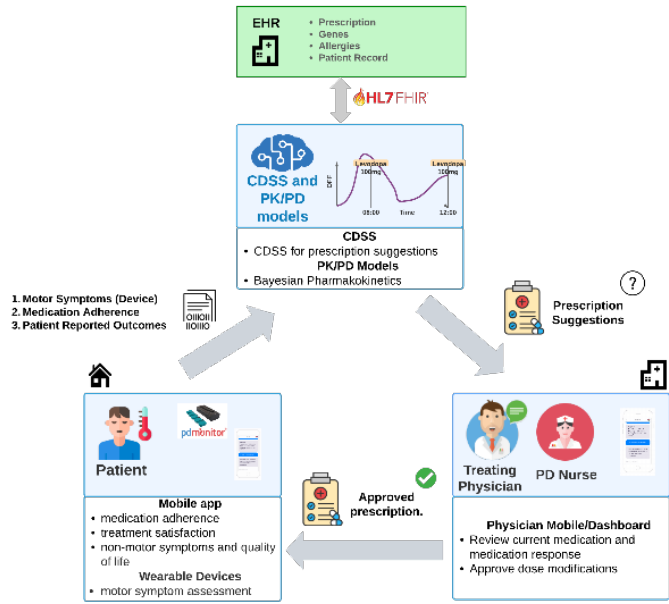 EHR
• Prescription
• Genes
• Allergies
• Patient Record
HL7 FHIR
CDSS and
PK/PD
models
OFF
Levodopa
100mg
Levodopa
100mg
Time
12:00
CDSS
• CDSS for prescription suggestions
PK/PD Models
• Bayesian Pharmakokinetics
1. Motor Symptoms (Device)
2. Medication Adherence
3. Patient Reported Outcomes
?
Prescription
Suggestions
Patient
pdmonitor
Treating
Physician
PD Nurse
Approved
prescription.
Mobile app
• medication adherence
• treatment satisfaction
• non-motor symptoms and quality
of life
Wearable Devices
• motor symptom assessment
Physician Mobile/Dashboard
• Review current medication and
medication response
• Approve dose modifications